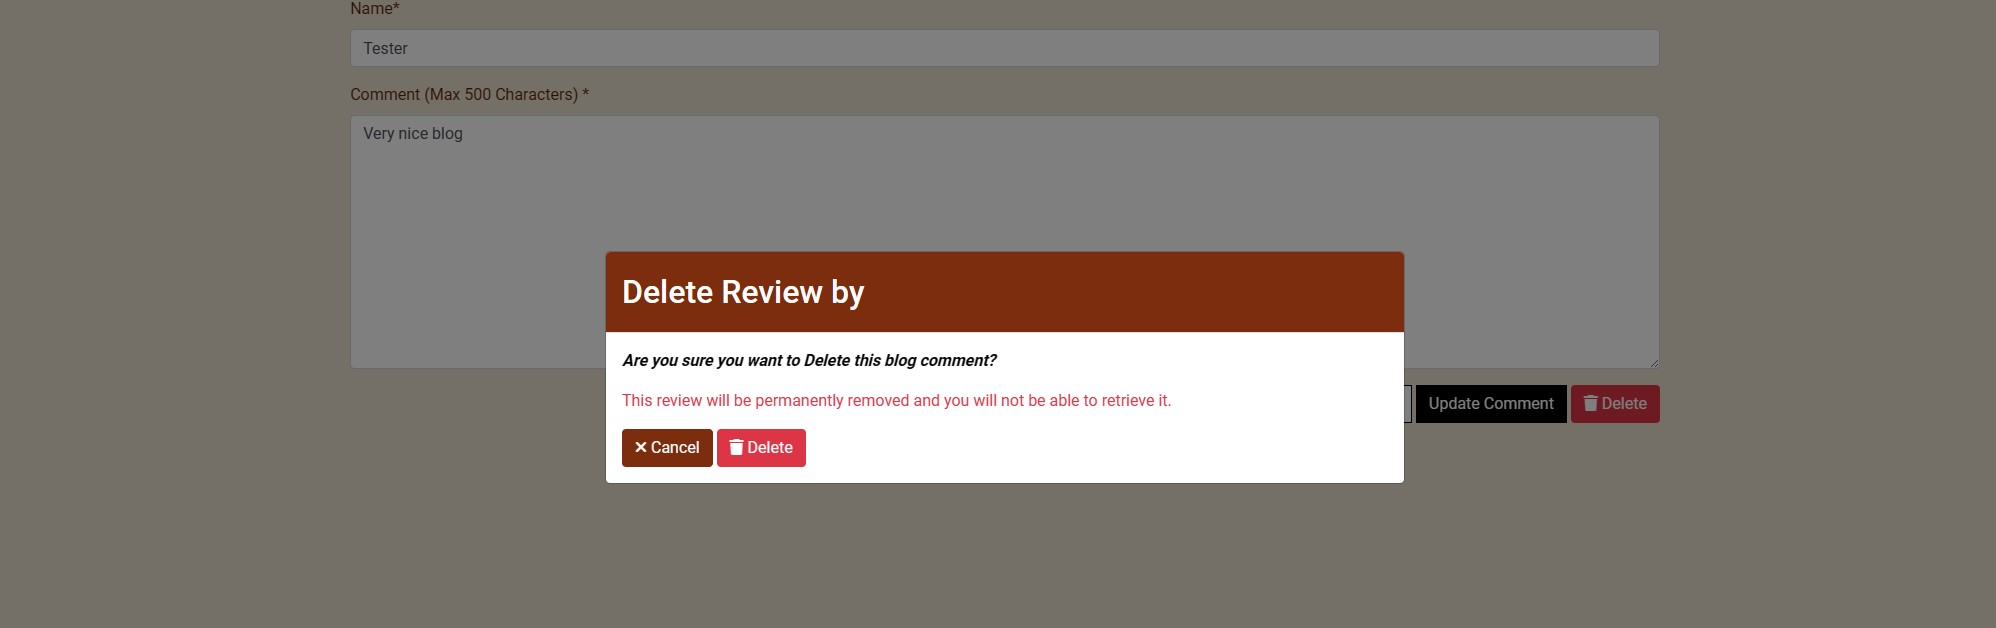 Name*
Tester
Comment (Max 500 Characters) *
Very nice blog
Delete Review by
Are you sure you want to Delete this blog comment?
This review will be permanently removed and you will not be able to retrieve it.
Update Comment Delete
Cancel Delete